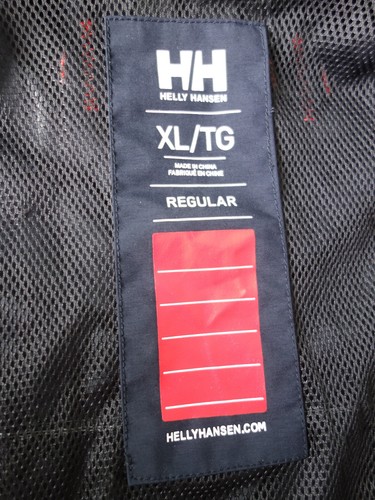 HH
HELLY HANSEN
XL/TG
MADE IN CHINA
FABRIQUÉ EN CHINE
REGULAR
HELLYHANSEN.COM